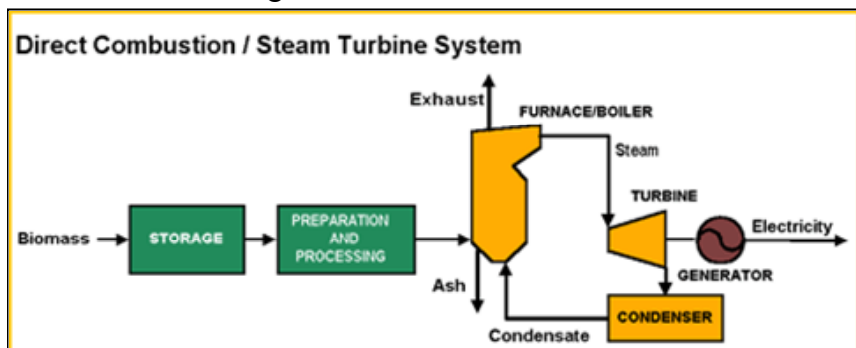 Direct Combustion / Steam Turbine System
Exhaust
FURNACE/BOILER
Steam
TURBINE
Biomass
STORAGE
PREPARATION
AND
PROCESSING
Electricity
GENERATOR
Ash
CONDENSER
Condensate